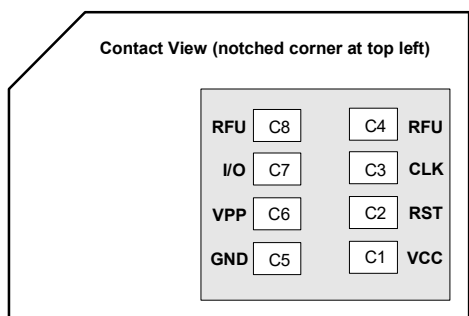 Contact View (notched corner at top left)
RFU C8 C4 RFU
I/O C7 C3 CLK
VPP C6 C2 RST
GND C5 C1 VCC